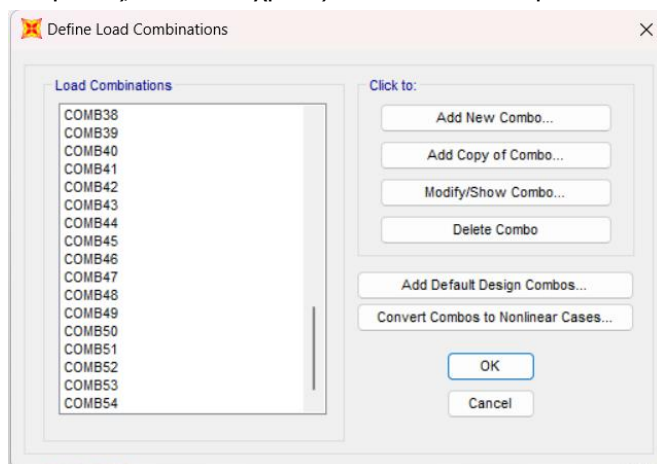 Define Load Combinations
Load Combinations
COMB38
COMB39
COMB40
COMB41
COMB42
COMB43
COMB44
COMB45
COMB46
COMB47
COMB48
COMB49
COMB50
COMB51
COMB52
COMB53
COMB54
Click to:
Add New Combo...
Add Copy of Combo...
Modify/Show Combo...
Delete Combo
Add Default Design Combos...
Convert Combos to Nonlinear Cases...
OK
Cancel